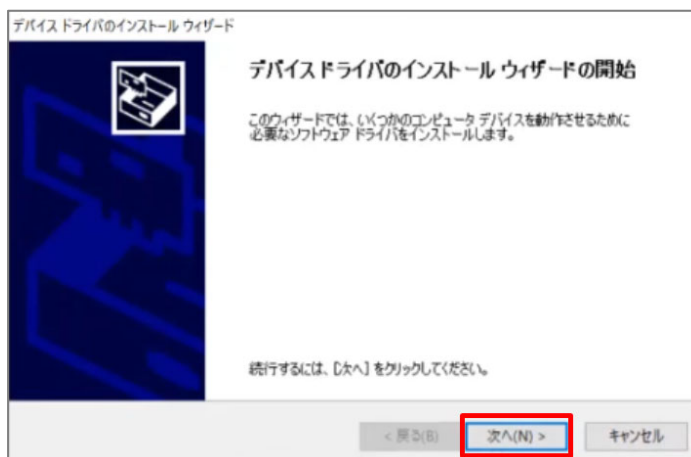 デバイス ドライバのインストール ウィザード
デバイス ドライバのインストール ウィザードの開始
このウィザードでは、いくつかのコンピュータ デバイスを動作させるために
必要なソフトウェア ドライバをインストールします。
続行するには、[次へ] をクリックしてください。
< 戻る(B) 次へ(N) > キャンセル